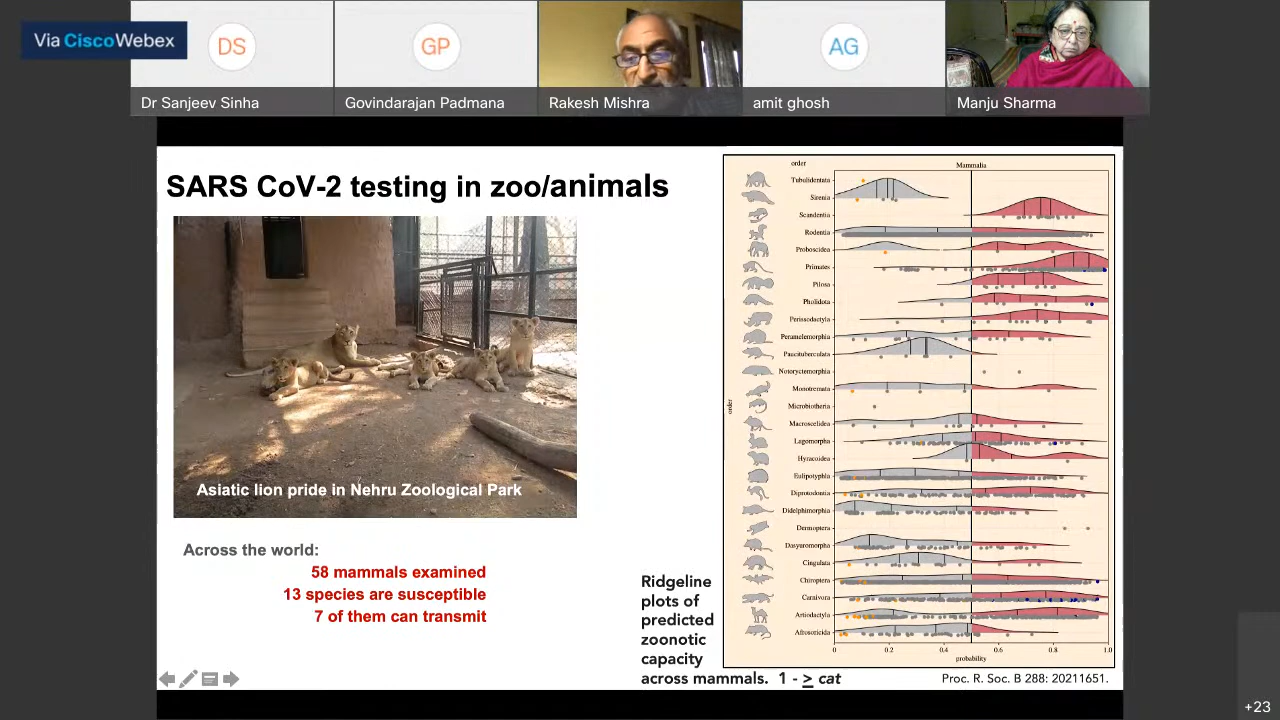 Via CiscoWebex
DS
GP
AG
Dr Sanjeev Sinha
Govindarajan Padmana
Rakesh Mishra
amit ghosh
Manju Sharma
SARS CoV-2 testing in zoo/animals
Asiatic lion pride in Nehru Zoological Park
Across the world:
58 mammals examined
13 species are susceptible
7 of them can transmit
Ridgeline
plots of
predicted
zoonotic
capacity
across mammals. 1 - ≥ cat
order
Mammalia
Tubulidentata
Sirenia
Scandentia
Rodentia
Proboscidea
Primates
Pilosa
Pholidota
Perissodactyla
Peramelemorphia
Paucituberculata
Notoryctemorphia
Monotremata
Microbiotheria
Macroscelidea
Lagomorpha
Hyracoidea
Eulipotyphla
Diprotodontia
Didelphimorphia
Dermoptera
Dasyuromorpha
Cingulata
Chiroptera
Carnivora
Artiodactyla
Afrosoricida
order
0 0.2 0.4 0.6 0.8 1.0
probability
Proc. R. Soc. B 288: 20211651.
+23